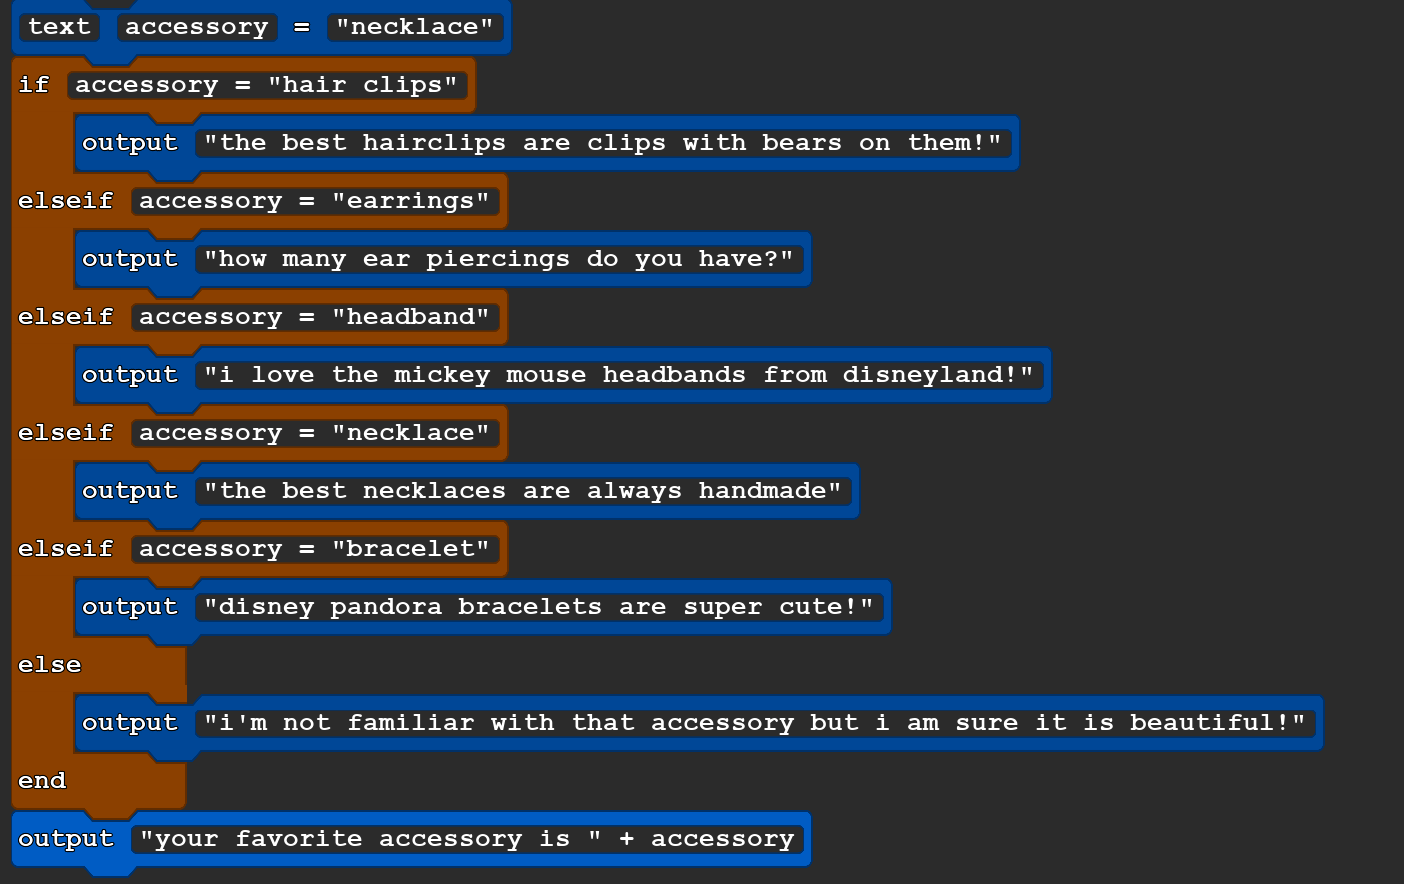 text accessory = "necklace"
if accessory = "hair clips"
output "the best hairclips are clips with bears on them!"
elseif accessory = "earrings"
output "how many ear piercings do you have?"
elseif accessory = "headband"
output "i love the mickey mouse headbands from disneyland!"
elseif accessory = "necklace"
output "the best necklaces are always handmade"
elseif accessory = "bracelet"
output "disney pandora bracelets are super cute!"
else
output "i'm not familiar with that accessory but i am sure it is beautiful!"
end
output "your favorite accessory is " + accessory